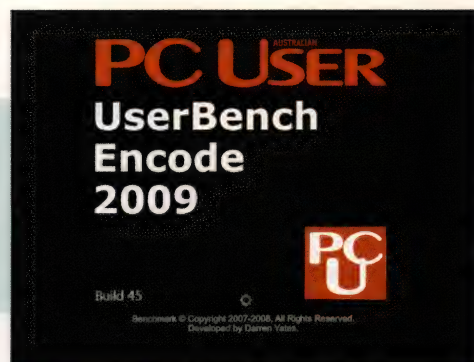 AUSTRALIAN
PC USER
UserBench
Encode
2009
PCU
Build 45
Benchmark © Copyright 2007-2008, All Rights Reserved.
Developed by Darren Yates.